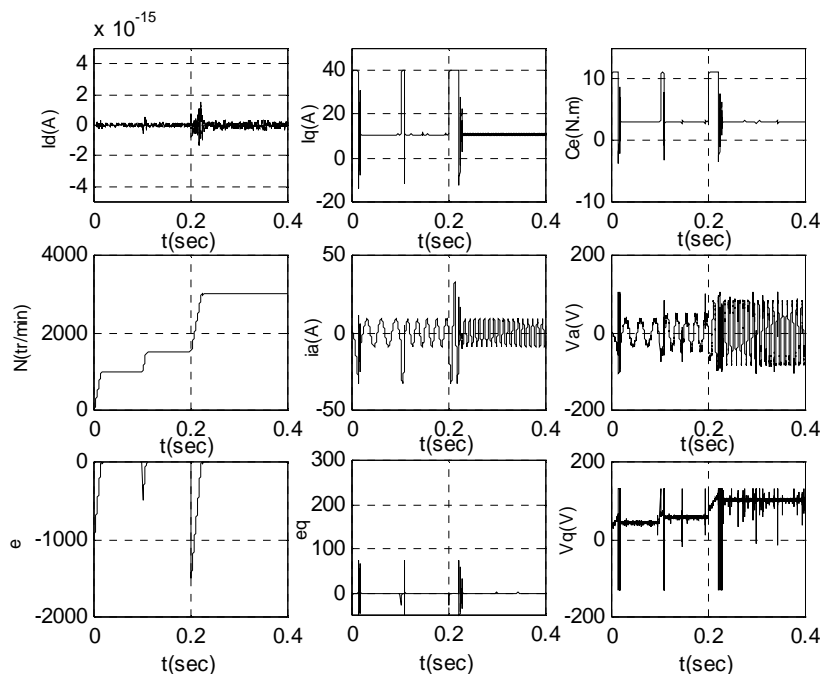 x 10^-15
Id(A)
4
2
0
-2
-4
0 0.2 0.4
t(sec)
Iq(A)
40
20
0
-20
0 0.2 0.4
t(sec)
Ce(N.m)
10
0
-10
0 0.2 0.4
t(sec)
N(tr/min)
4000
2000
0
0 0.2 0.4
t(sec)
ia(A)
50
0
-50
0 0.2 0.4
t(sec)
Va(V)
200
0
-200
0 0.2 0.4
t(sec)
e
0
-1000
-2000
0 0.2 0.4
t(sec)
eq
300
200
100
0
0 0.2 0.4
t(sec)
Vq(V)
200
0
-200
0 0.2 0.4
t(sec)